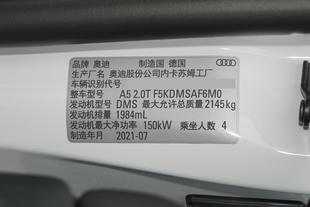 品牌 奥迪 制造国 德国
生产厂名 奥迪股份公司内卡苏姆工厂
车辆识别代号
整车型号 A5 2.0T F5KDMSAF6M0
发动机型号 DMS 最大允许总质量 2145kg
发动机排量 1984mL
发动机最大净功率 150kW 乘坐人数 4
制造年月 2021-07